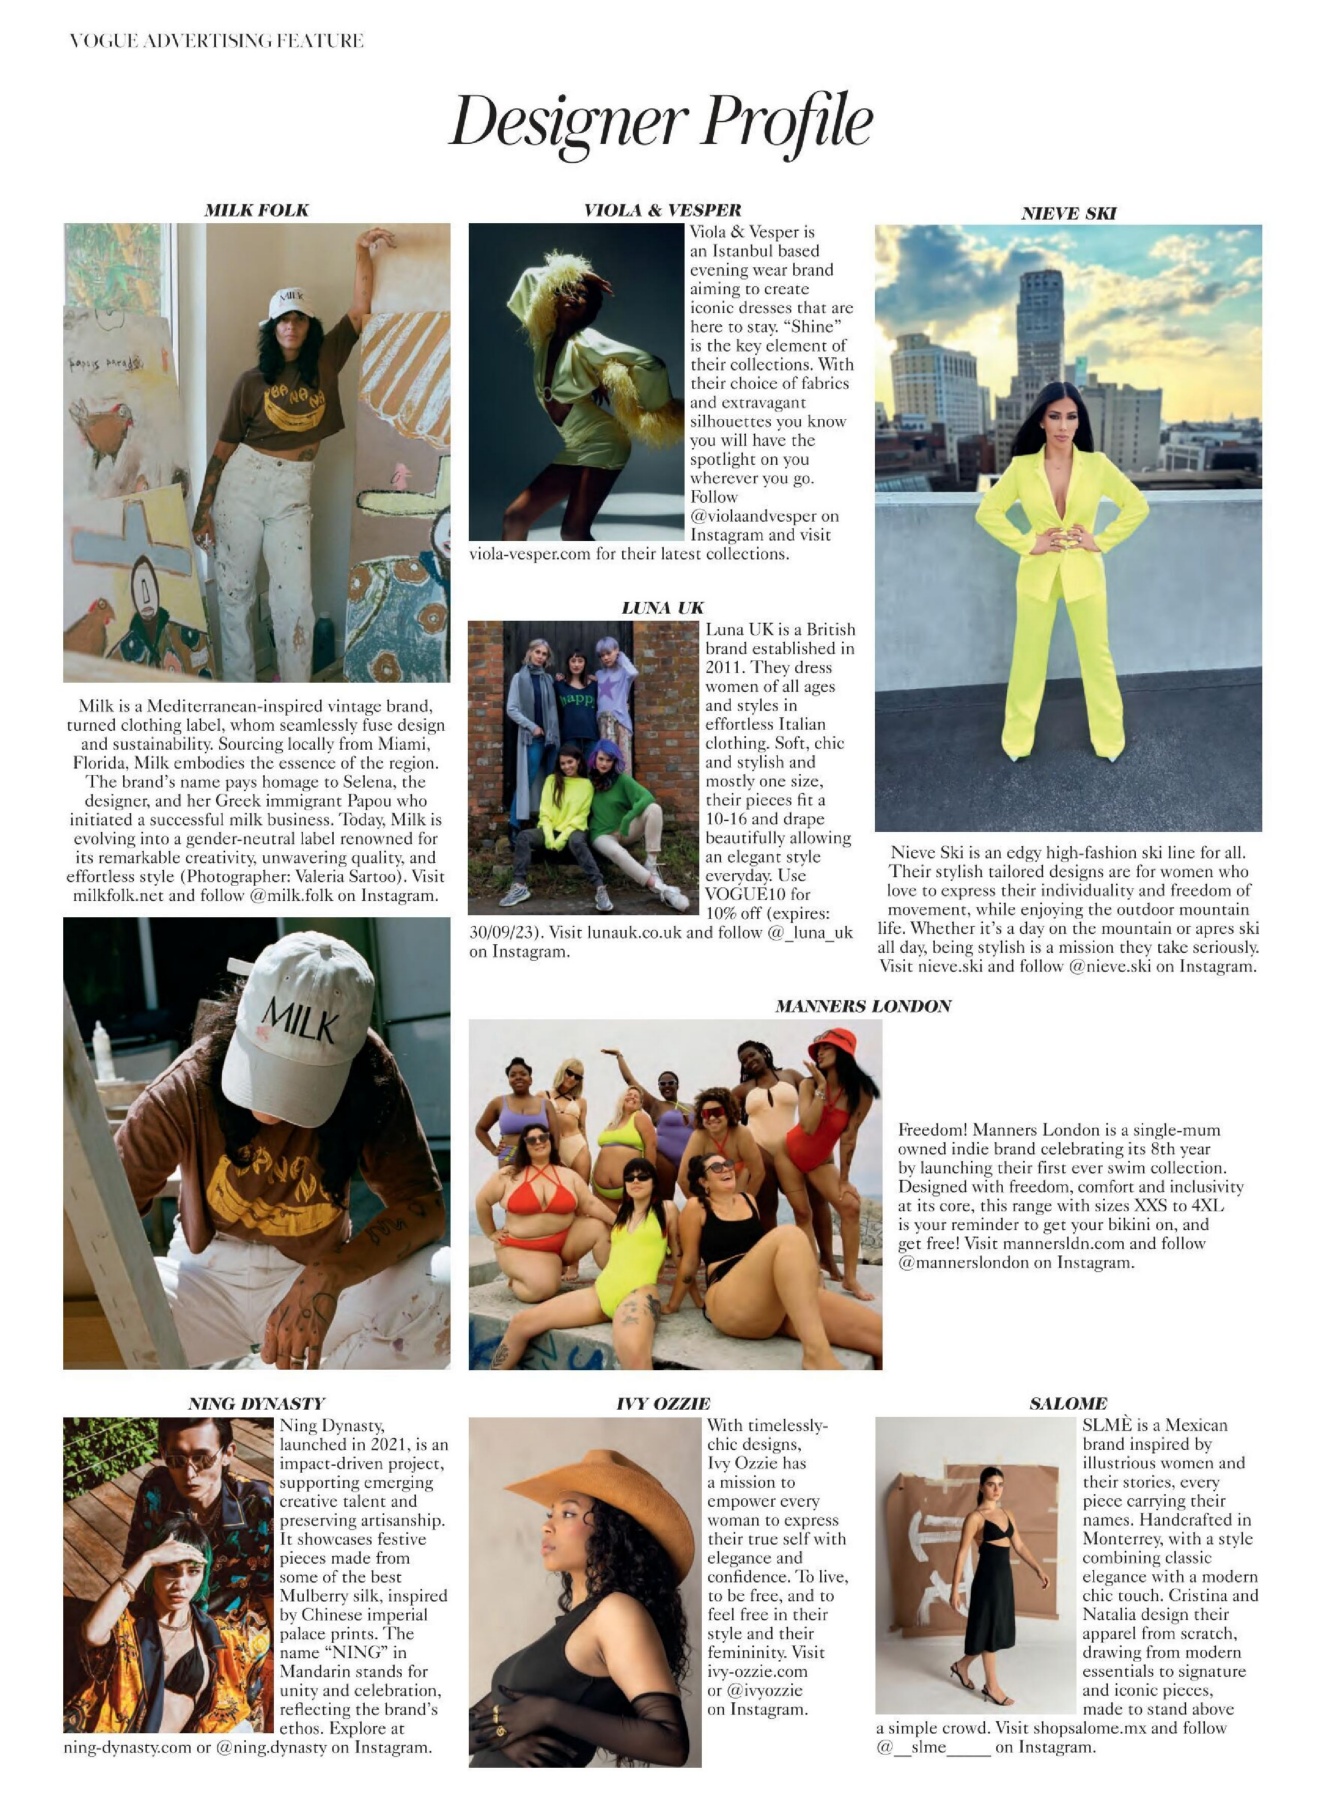 VOGUE ADVERTISING FEATURE
Designer Profile
MILK FOLK
MILK
BANANA
Milk is a Mediterranean-inspired vintage brand,
turned clothing label, whom seamlessly fuse design
and sustainability. Sourcing locally from Miami,
Florida, Milk embodies the essence of the region.
The brand's name pays homage to Selena, the
designer, and her Greek immigrant Papou who
initiated a successful milk business. Today, Milk is
evolving into a gender-neutral label renowned for
its remarkable creativity, unwavering quality, and
effortless style (Photographer: Valeria Sartoo). Visit
milkfolk.net and follow @milk.folk on Instagram.
MILK
BANANA
VIOLA & VESPER
Viola & Vesper is
an Istanbul based
evening wear brand
aiming to create
iconic dresses that are
here to stay. “Shine”
is the key element of
their collections. With
their choice of fabrics
and extravagant
silhouettes you know
you will have the
spotlight on you
wherever you go.
Follow
@violaandvesper on
Instagram and visit
viola-vesper.com for their latest collections.
LUNA UK
happy
Luna UK is a British
brand established in
2011. They dress
women of all ages
and styles in
effortless Italian
clothing. Soft, chic
and stylish and
mostly one size,
their pieces fit a
10-16 and drape
beautifully allowing
an elegant style
everyday. Use
VOGUE10 for
10% off (expires:
30/09/23). Visit lunauk.co.uk and follow @_luna_uk
on Instagram.
NIEVE SKI
Nieve Ski is an edgy high-fashion ski line for all.
Their stylish tailored designs are for women who
love to express their individuality and freedom of
movement, while enjoying the outdoor mountain
life. Whether it's a day on the mountain or apres ski
all day, being stylish is a mission they take seriously.
Visit nieve.ski and follow @nieve.ski on Instagram.
MANNERS LONDON
Freedom! Manners London is a single-mum
owned indie brand celebrating its 8th year
by launching their first ever swim collection.
Designed with freedom, comfort and inclusivity
at its core, this range with sizes XXS to 4XL
is your reminder to get your bikini on, and
get free! Visit mannersldn.com and follow
@mannerslondon on Instagram.
NING DYNASTY
Ning Dynasty,
launched in 2021, is an
impact-driven project,
supporting emerging
creative talent and
preserving artisanship.
It showcases festive
pieces made from
some of the best
Mulberry silk, inspired
by Chinese imperial
palace prints. The
name “NING” in
Mandarin stands for
unity and celebration,
reflecting the brand's
ethos. Explore at
ning-dynasty.com or @ning.dynasty on Instagram.
IVY OZZIE
With timelessly-
chic designs,
Ivy Ozzie has
a mission to
empower every
woman to express
their true self with
elegance and
confidence. To live,
to be free, and to
feel free in their
style and their
femininity. Visit
ivy-ozzie.com
or @ivyozzie
on Instagram.
SALOME
SLMÈ is a Mexican
brand inspired by
illustrious women and
their stories, every
piece carrying their
names. Handcrafted in
Monterrey, with a style
combining classic
elegance with a modern
chic touch. Cristina and
Natalia design their
apparel from scratch,
drawing from modern
essentials to signature
and iconic pieces,
made to stand above
a simple crowd. Visit shopsalome.mx and follow
@__slme_____ on Instagram.